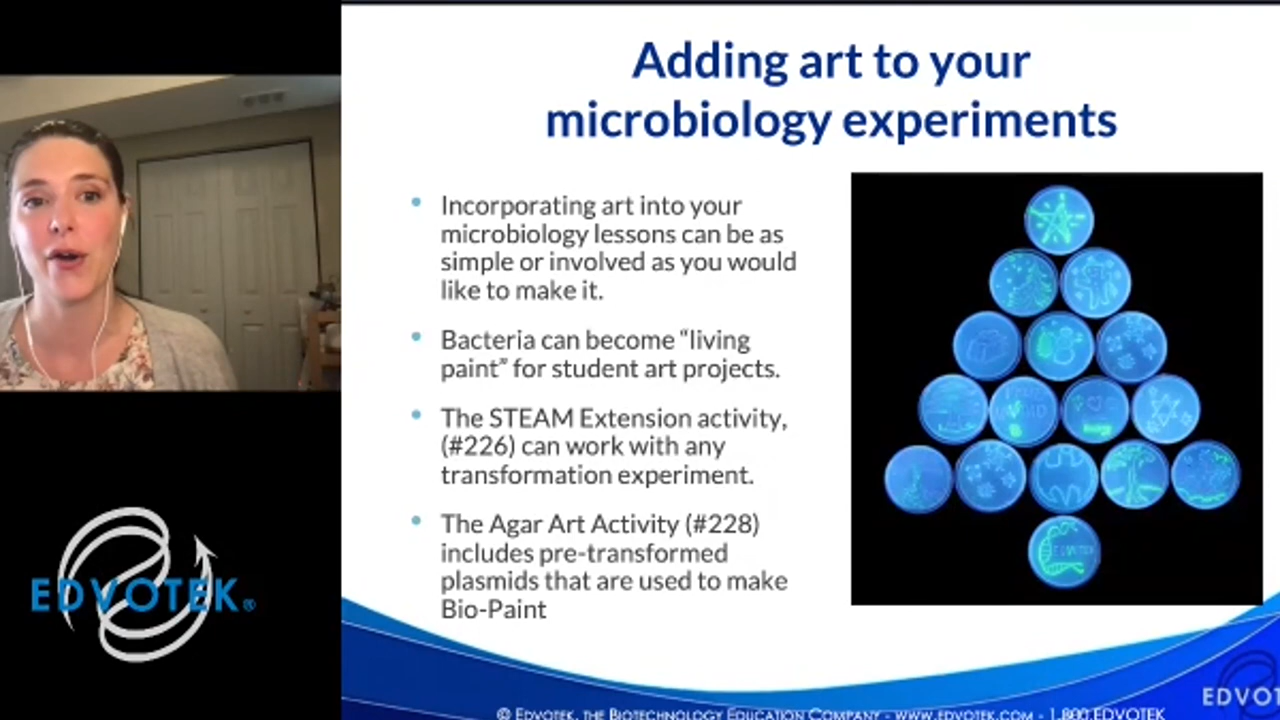 Adding art to your
microbiology experiments
• Incorporating art into your
microbiology lessons can be as
simple or involved as you would
like to make it.
• Bacteria can become “living
paint” for student art projects.
• The STEAM Extension activity,
(#226) can work with any
transformation experiment.
• The Agar Art Activity (#228)
includes pre-transformed
plasmids that are used to make
Bio-Paint
EDVOTEK®
EDVOT
© EDVOTEK, THE BIOTECHNOLOGY EDUCATION COMPANY - WWW.EDVOTEK.COM - 1.800.EDVOTEK